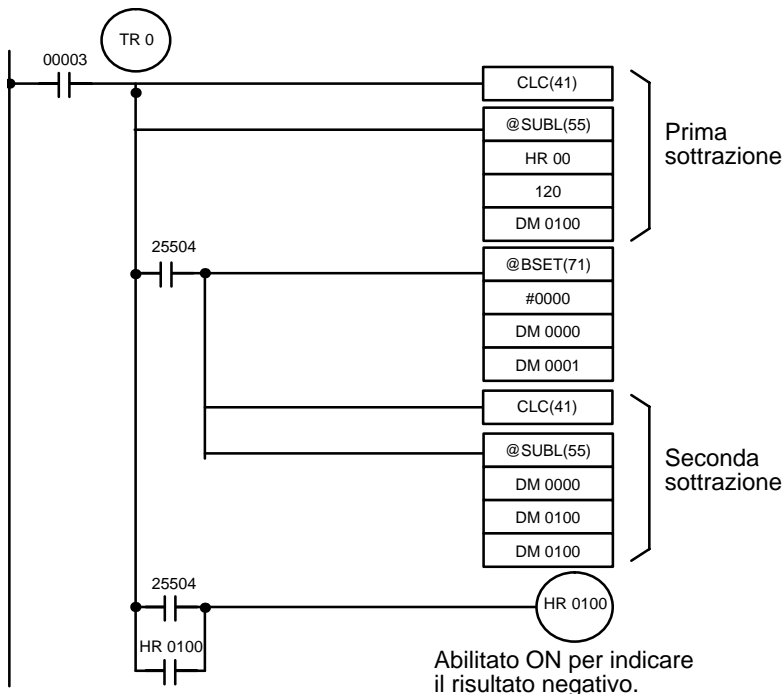 TR 0
00003
CLC(41)
@SUBL(55)
HR 00
120
DM 0100
Prima
sottrazione
25504
@BSET(71)
#0000
DM 0000
DM 0001
CLC(41)
@SUBL(55)
DM 0000
DM 0100
DM 0100
Seconda
sottrazione
25504
HR 0100
HR 0100
Abilitato ON per indicare
il risultato negativo.